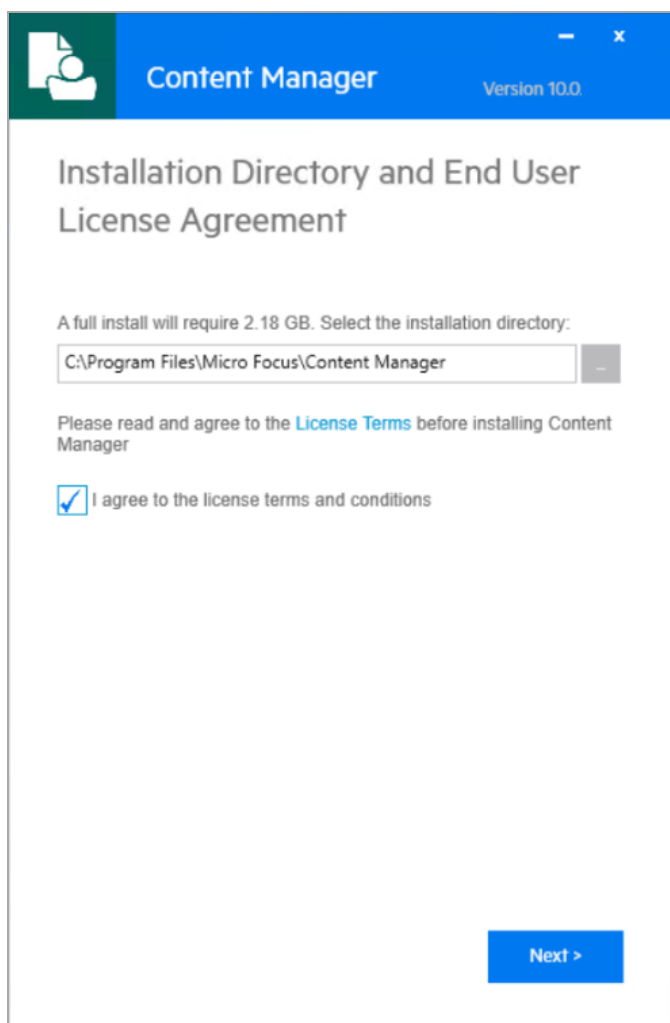 Content Manager
Version 10.0.
Installation Directory and End User
License Agreement
A full install will require 2.18 GB. Select the installation directory:
C:\Program Files\Micro Focus\Content Manager
...
Please read and agree to the License Terms before installing Content
Manager
I agree to the license terms and conditions
Next >